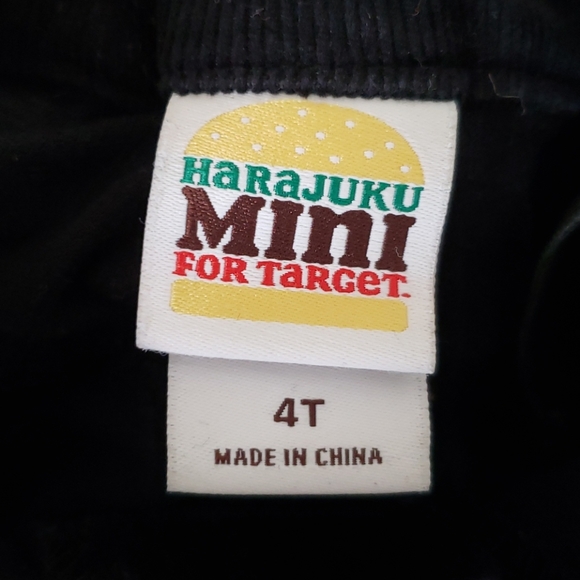 HaRaJUKU
MINI
FOR TaRGeT.
4T
MADE IN CHINA